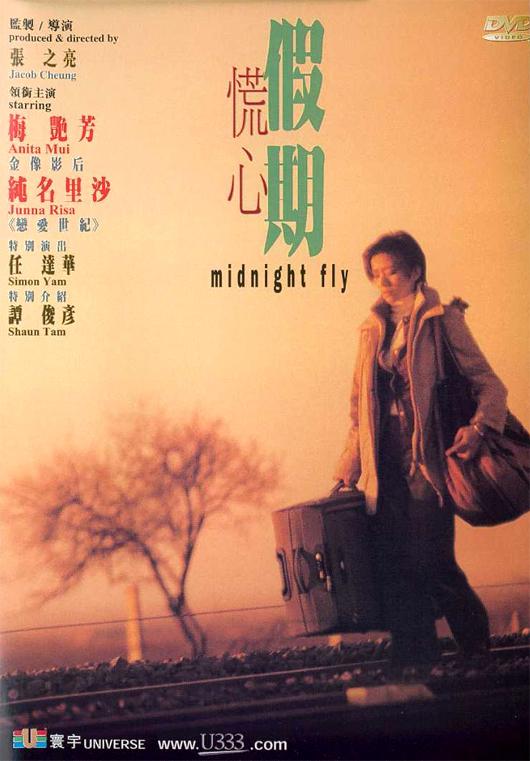 監製/導演
produced & directed by
張之亮
Jacob Cheung
領銜主演
starring
梅艷芳
Anita Mui
金像影后
純名里沙
Junna Risa
《戀愛世紀》
特別演出
任達華
Simon Yam
特別介紹
譚俊彥
Shaun Tam
慌心
假期
midnight fly
DVD
VIDEO
U 寰宇 UNIVERSE www.U333.com